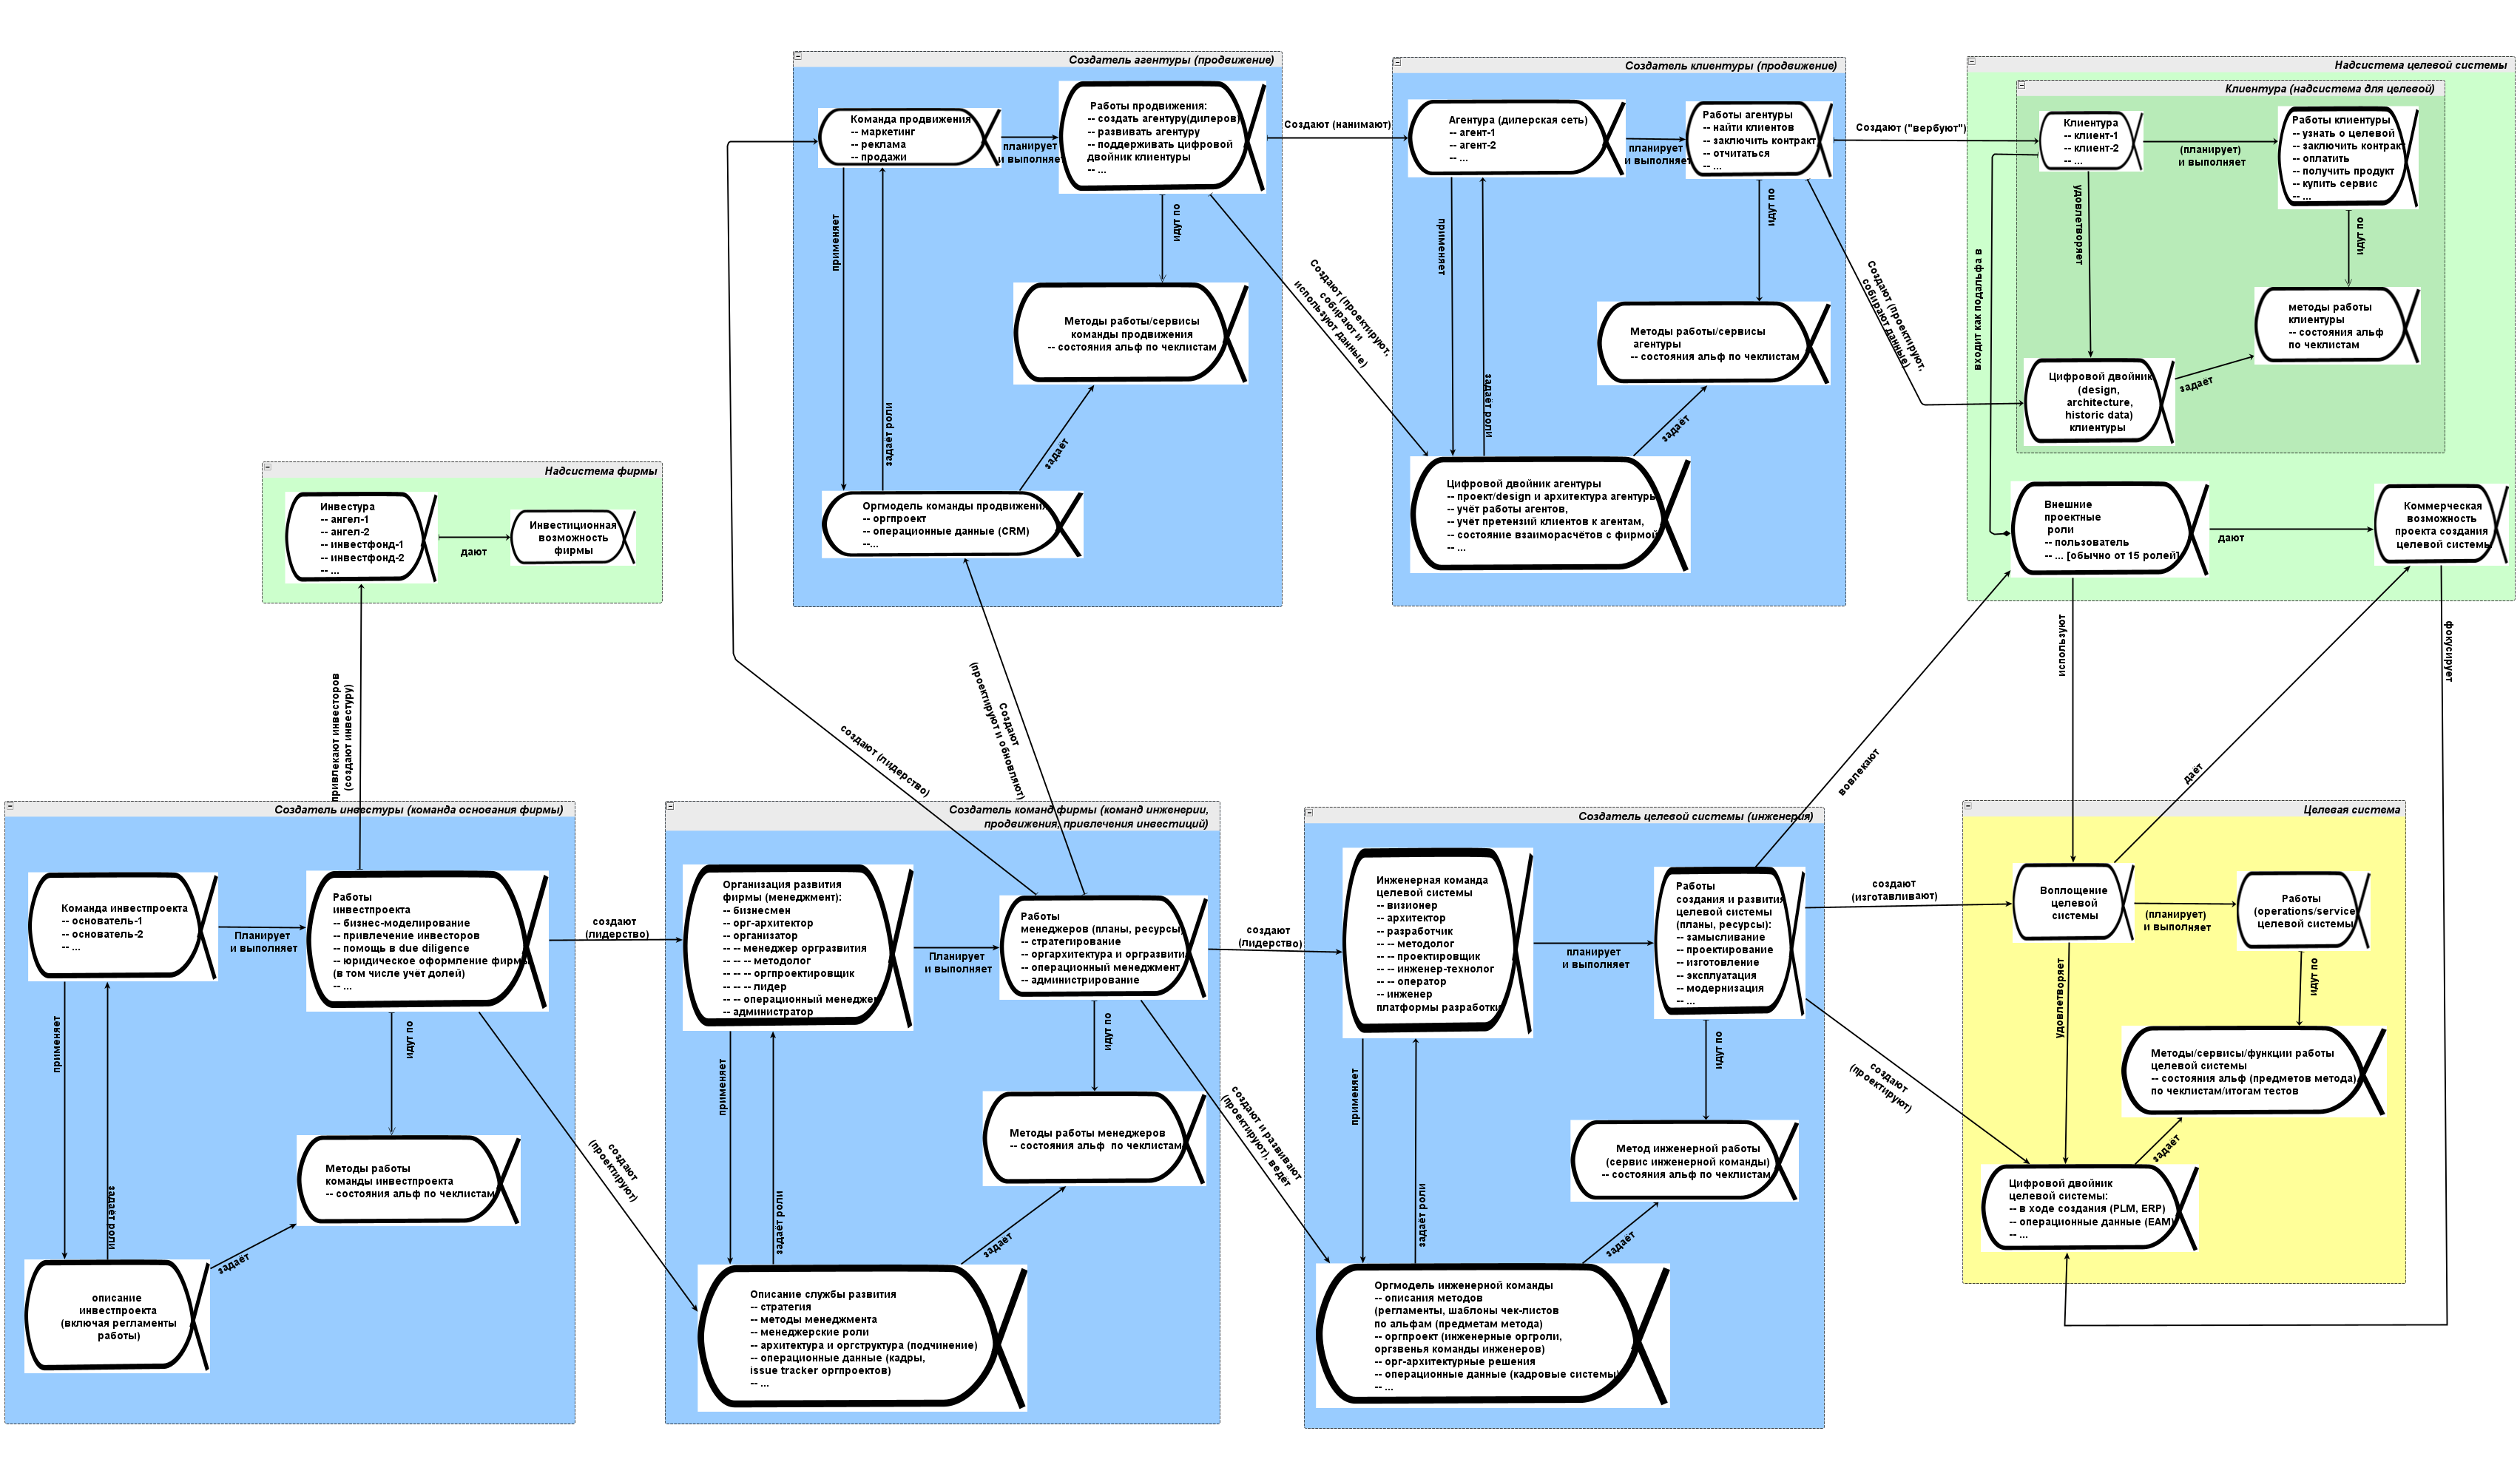 Создатель агентуры (продвижение)
Команда продвижения
-- маркетинг
-- реклама
-- продажи
планирует
и выполняет
Работы продвижения:
-- создать агентуру(дилеров)
-- развивать агентуру
-- поддерживать цифровой
двойник клиентуры
-- ...
применяет
задаёт роли
идут по
Методы работы/сервисы
команды продвижения
-- состояния альф по чеклистам
задаёт
Оргмодель команды продвижения
-- оргпроект
-- операционные данные (CRM)
--...
Создают (нанимают)
Создают (проектируют,
собирают и
используют данные)
Создатель клиентуры (продвижение)
Агентура (дилерская сеть)
-- агент-1
-- агент-2
-- ...
планирует
и выполняет
Работы агентуры
-- найти клиентов
-- заключить контракт
-- отчитаться
-- ...
применяет
задаёт роли
идут по
Методы работы/сервисы
агентуры
-- состояния альф по чеклистам
задаёт
Цифровой двойник агентуры
-- проект/design и архитектура агентуры
-- учёт работы агентов,
-- учёт претензий клиентов к агентам,
-- состояние взаиморасчётов с фирмой
-- ...
Создают ("вербуют")
Создают (проектируют,
собирают данные)
Надсистема целевой системы
Клиентура (надсистема для целевой)
Клиентура
-- клиент-1
-- клиент-2
-- ...
(планирует)
и выполняет
Работы клиентуры
-- узнать о целевой
-- заключить контракт
-- оплатить
-- получить продукт
-- купить сервис
-- ...
удовлетворяет
идут по
методы работы
клиентуры
-- состояния альф
по чеклистам
задает
Цифровой двойник
(design,
architecture,
historic data)
клиентуры
входит как подальфа в
Внешние
проектные
роли
-- пользователь
-- ... [обычно от 15 ролей]
дают
Коммерческая
возможность
проекта создания
целевой системы
Надсистема фирмы
Инвестура
-- ангел-1
-- ангел-2
-- инвестфонд-1
-- инвестфонд-2
-- ...
дают
Инвестиционная
возможность
фирмы
привлекают инвесторов
(создают инвестуру)
создают (лидерство)
Создают
(проектируют и обновляют)
вовлекают
используют
даёт
фокусирует
Создатель инвестуры (команда основания фирмы)
Команда инвестпроекта
-- основатель-1
-- основатель-2
-- ...
Планирует
и выполняет
Работы
инвестпроекта
-- бизнес-моделирование
-- привлечение инвесторов
-- помощь в due diligence
-- юридическое оформление фирмы
(в том числе учёт долей)
-- ...
применяет
задаёт роли
идут по
Методы работы
команды инвестпроекта
-- состояния альф по чеклистам
задаёт
описание
инвестпроекта
(включая регламенты
работы)
создают
(лидерство)
создают
(проектируют)
Создатель команд фирмы (команд инженерии,
продвижения, привлечения инвестиций)
Организация развития
фирмы (менеджмент):
-- бизнесмен
-- орг-архитектор
-- организатор
-- -- менеджер оргразвития
-- -- -- методолог
-- -- -- оргпроектировщик
-- -- -- лидер
-- -- операционный менеджер
-- администратор
Планирует
и выполняет
Работы
менеджеров (планы, ресурсы)
-- стратегирование
-- оргархитектура и оргразвитие
-- операционный менеджмент
-- администрирование
применяет
задаёт роли
идут по
Методы работы менеджеров
-- состояния альф  по чеклистам
задаёт
Описание службы развития
-- стратегия
-- методы менеджмента
-- менеджерские роли
-- архитектура и оргструктура (подчинение)
-- операционные данные (кадры,
issue tracker оргпроектов)
-- ...
создают
(лидерство)
создают и развивают
(проектируют), ведёт
Создатель целевой системы (инженерия)
Инженерная команда
целевой системы
-- визионер
-- архитектор
-- разработчик
-- -- методолог
-- -- проектировщик
-- -- инженер-технолог
-- -- оператор
-- инженер
платформы разработки
планирует
и выполняет
Работы
создания и развития
целевой системы
(планы, ресурсы):
-- замысливание
-- проектирование
-- изготовление
-- эксплуатация
-- модернизация
-- ...
применяет
задаёт роли
идут по
Метод инженерной работы
(сервис инженерной команды)
-- состояния альф по чеклистам
задаёт
Оргмодель инженерной команды
-- описания методов
(регламенты, шаблоны чек-листов
по альфам (предметам метода)
-- оргпроект (инженерные оргроли,
оргзвенья команды инженеров)
-- орг-архитектурные решения
-- операционные данные (кадровые системы)
-- ...
создают
(изготавливают)
создают
(проектируют)
Целевая система
Воплощение
целевой
системы
(планирует)
и выполняет
Работы
(operations/service)
целевой системы
удовлетворяет
идут по
Методы/сервисы/функции работы
целевой системы
-- состояния альф (предметов метода)
по чеклистам/итогам тестов
задаёт
Цифровой двойник
целевой системы:
-- в ходе создания (PLM, ERP)
-- операционные данные (EAM)
-- ...